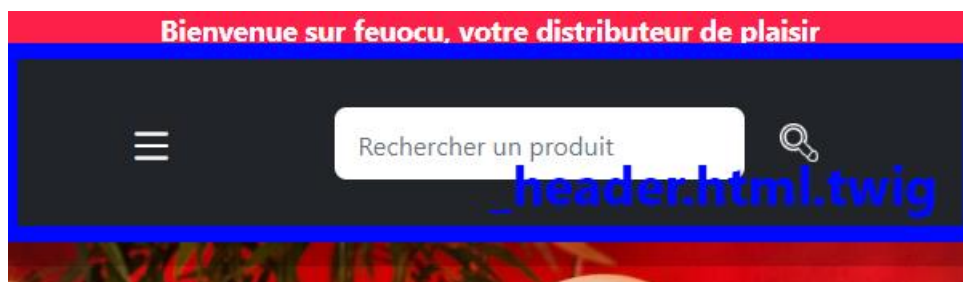 Bienvenue sur feuocu, votre distributeur de plaisir
Rechercher un produit
_header.html.twig